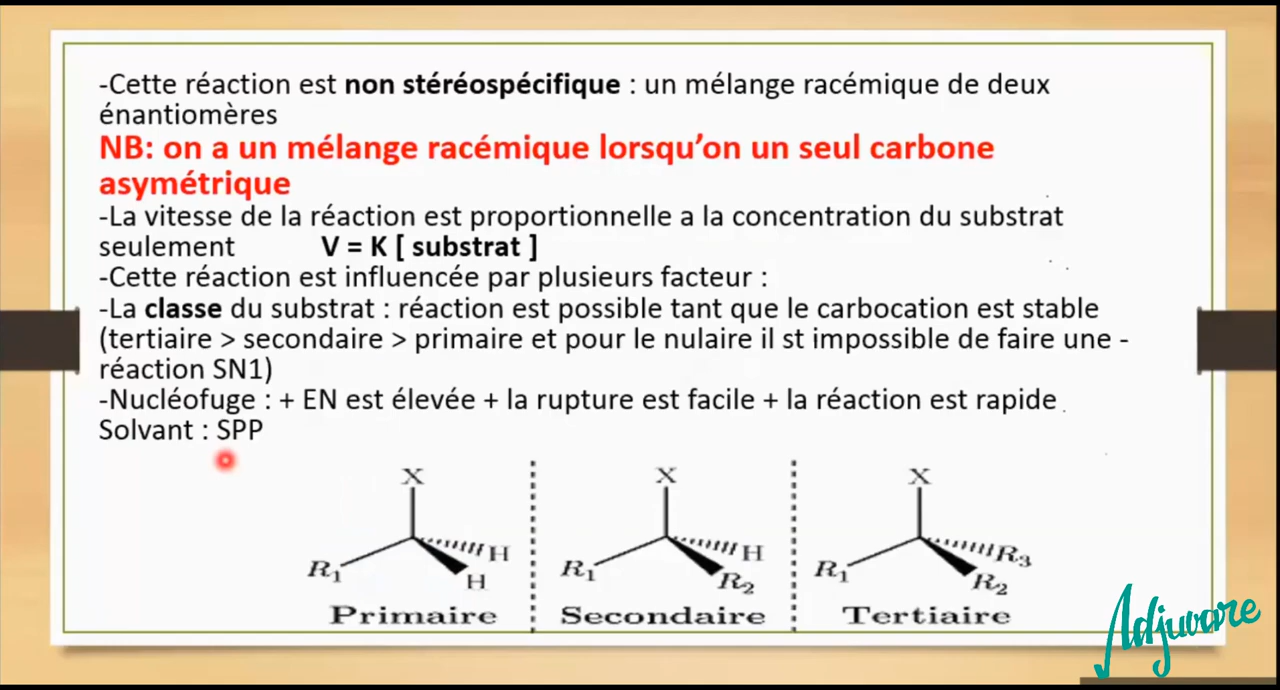 -Cette réaction est non stéréospécifique : un mélange racémique de deux
énantiomères
NB: on a un mélange racémique lorsqu’on un seul carbone
asymétrique
-La vitesse de la réaction est proportionnelle a la concentration du substrat
seulement V = K [ substrat ]
-Cette réaction est influencée par plusieurs facteur :
-La classe du substrat : réaction est possible tant que le carbocation est stable
(tertiaire > secondaire > primaire et pour le nulaire il st impossible de faire une -
réaction SN1)
-Nucléofuge : + EN est élevée + la rupture est facile + la réaction est rapide
Solvant : SPP
X X X
H H R3
R1 R1 R1
H R2 R2
Primaire Secondaire Tertiaire
Adjuvare